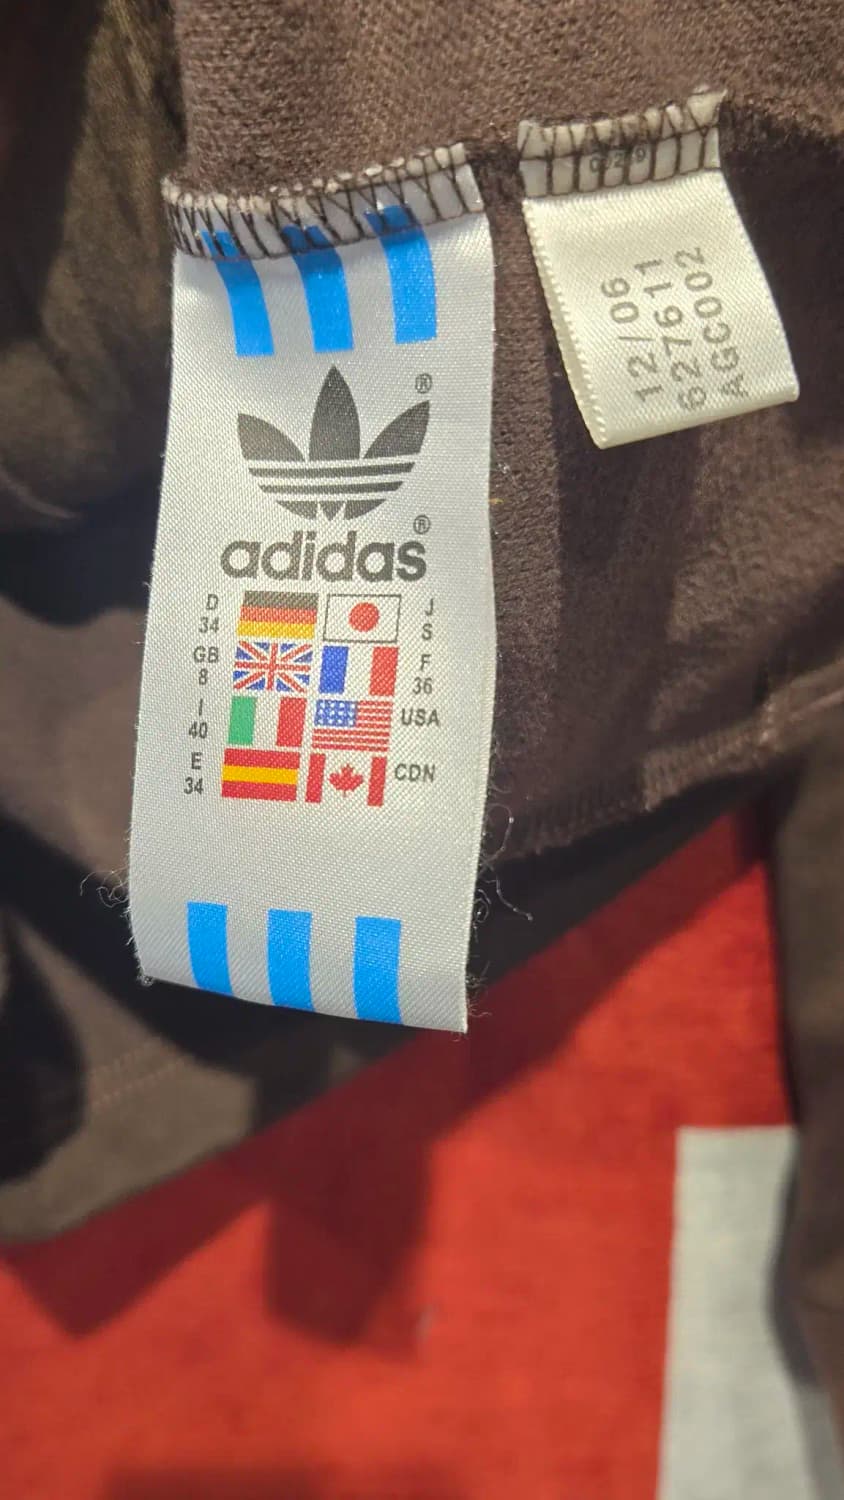 ®
adidas®
D
34
J
S
GB
8
F
36
I
40
USA
E
34
CDN
12/06
627611
AGC002